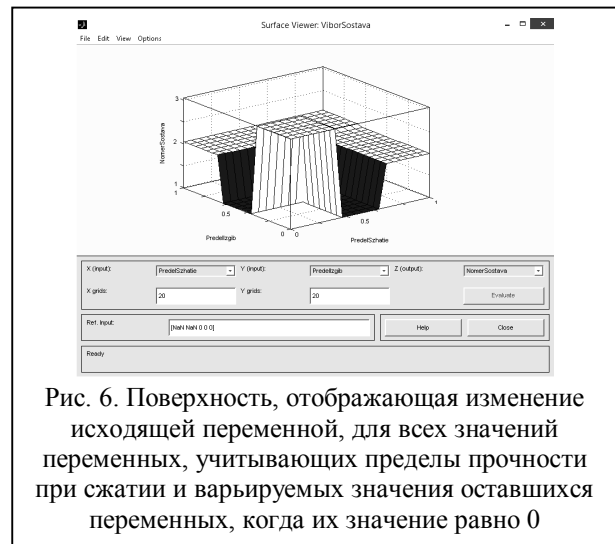 Surface Viewer: ViborSostava
File Edit View Options
3
2
1
NomerSostava
1
0.5
0
PredelIzgib
0
0.5
1
PredelSzhatie
X (input): PredelSzhatie Y (input): PredelIzgib Z (output): NomerSostava
X grids: 20 Y grids: 20 Evaluate
Ref. Input: [NaN NaN 0 0 0] Help Close
Ready
Рис. 6. Поверхность, отображающая изменение
исходящей переменной, для всех значений
переменных, учитывающих пределы прочности
при сжатии и варьируемых значения оставшихся
переменных, когда их значение равно 0